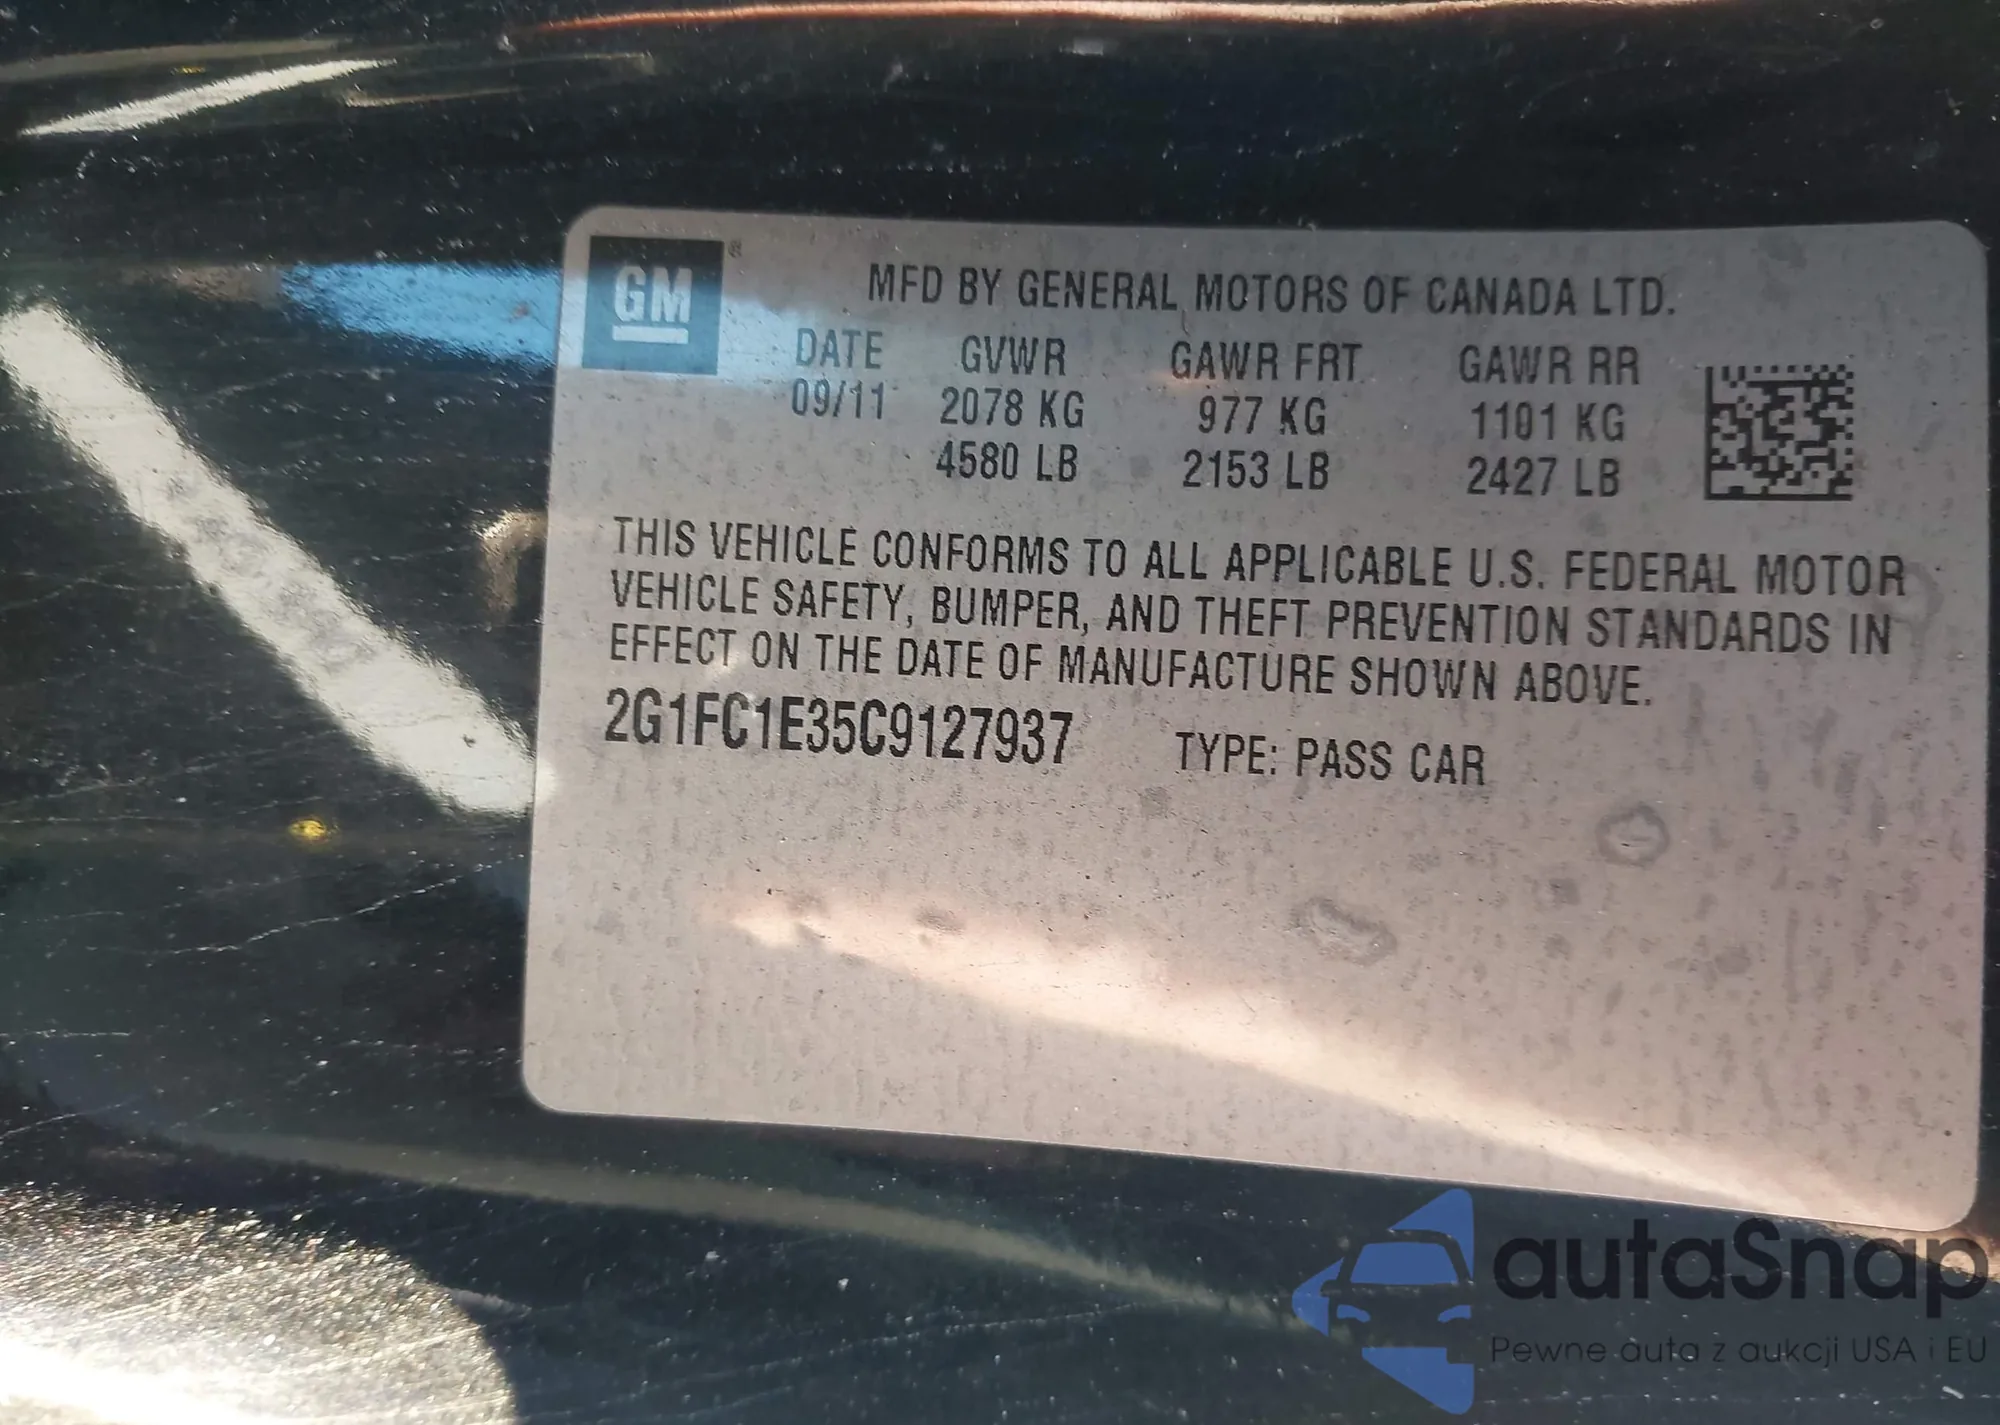 GM ®
MFD BY GENERAL MOTORS OF CANADA LTD.
DATE GVWR GAWR FRT GAWR RR
09/11 2078 KG 977 KG 1101 KG
4580 LB 2153 LB 2427 LB
THIS VEHICLE CONFORMS TO ALL APPLICABLE U.S. FEDERAL MOTOR
VEHICLE SAFETY, BUMPER, AND THEFT PREVENTION STANDARDS IN
EFFECT ON THE DATE OF MANUFACTURE SHOWN ABOVE.
2G1FC1E35C9127937 TYPE: PASS CAR
autaSnap
Pewne auta z aukcji USA i EU